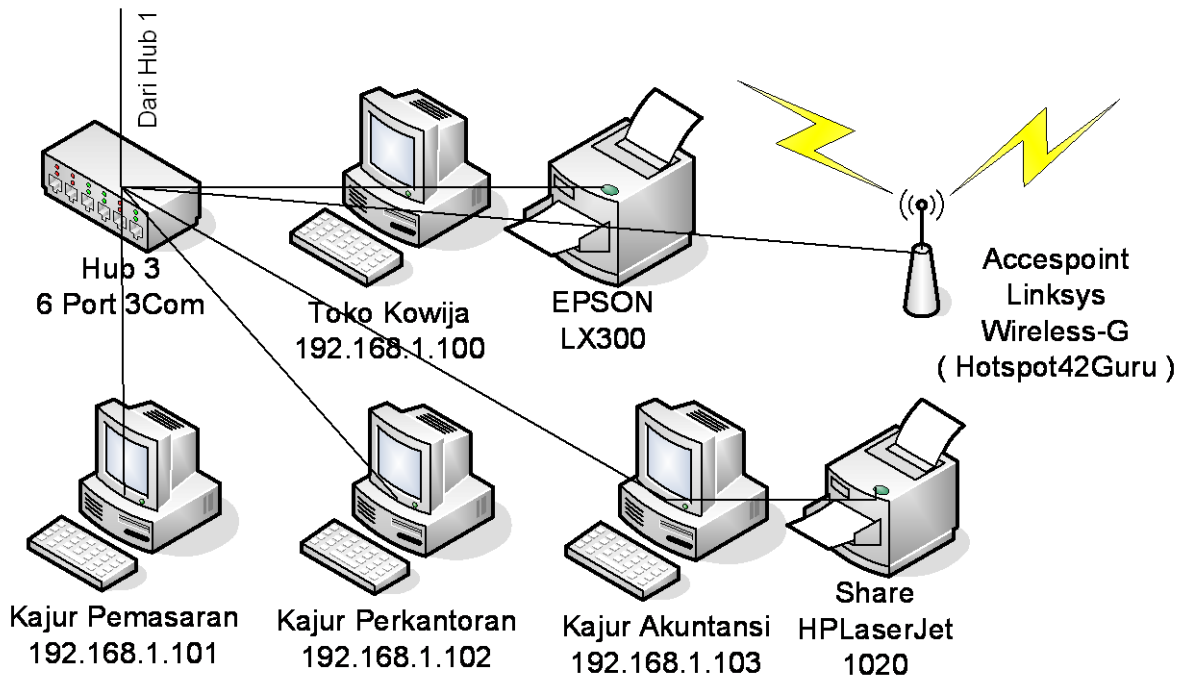 Dari Hub 1
Hub 3
6 Port 3Com
Toko Kowija
192.168.1.100
EPSON
LX300
Accespoint
Linksys
Wireless-G
( Hotspot42Guru )
Kajur Pemasaran
192.168.1.101
Kajur Perkantoran
192.168.1.102
Kajur Akuntansi
192.168.1.103
Share
HPLaserJet
1020